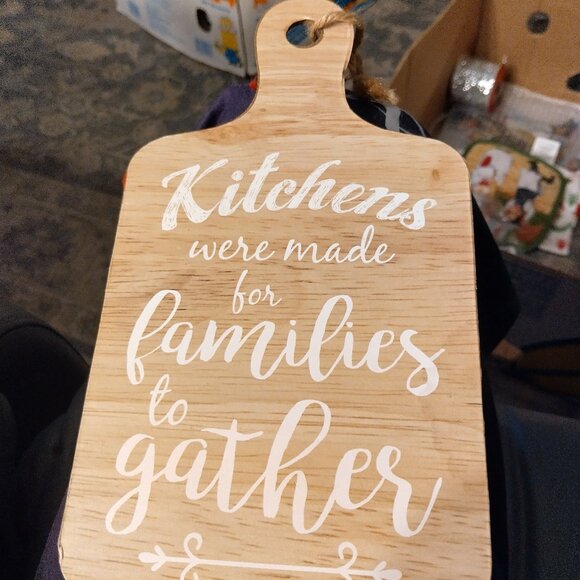 Kitchens
were made
for
families
to
gather